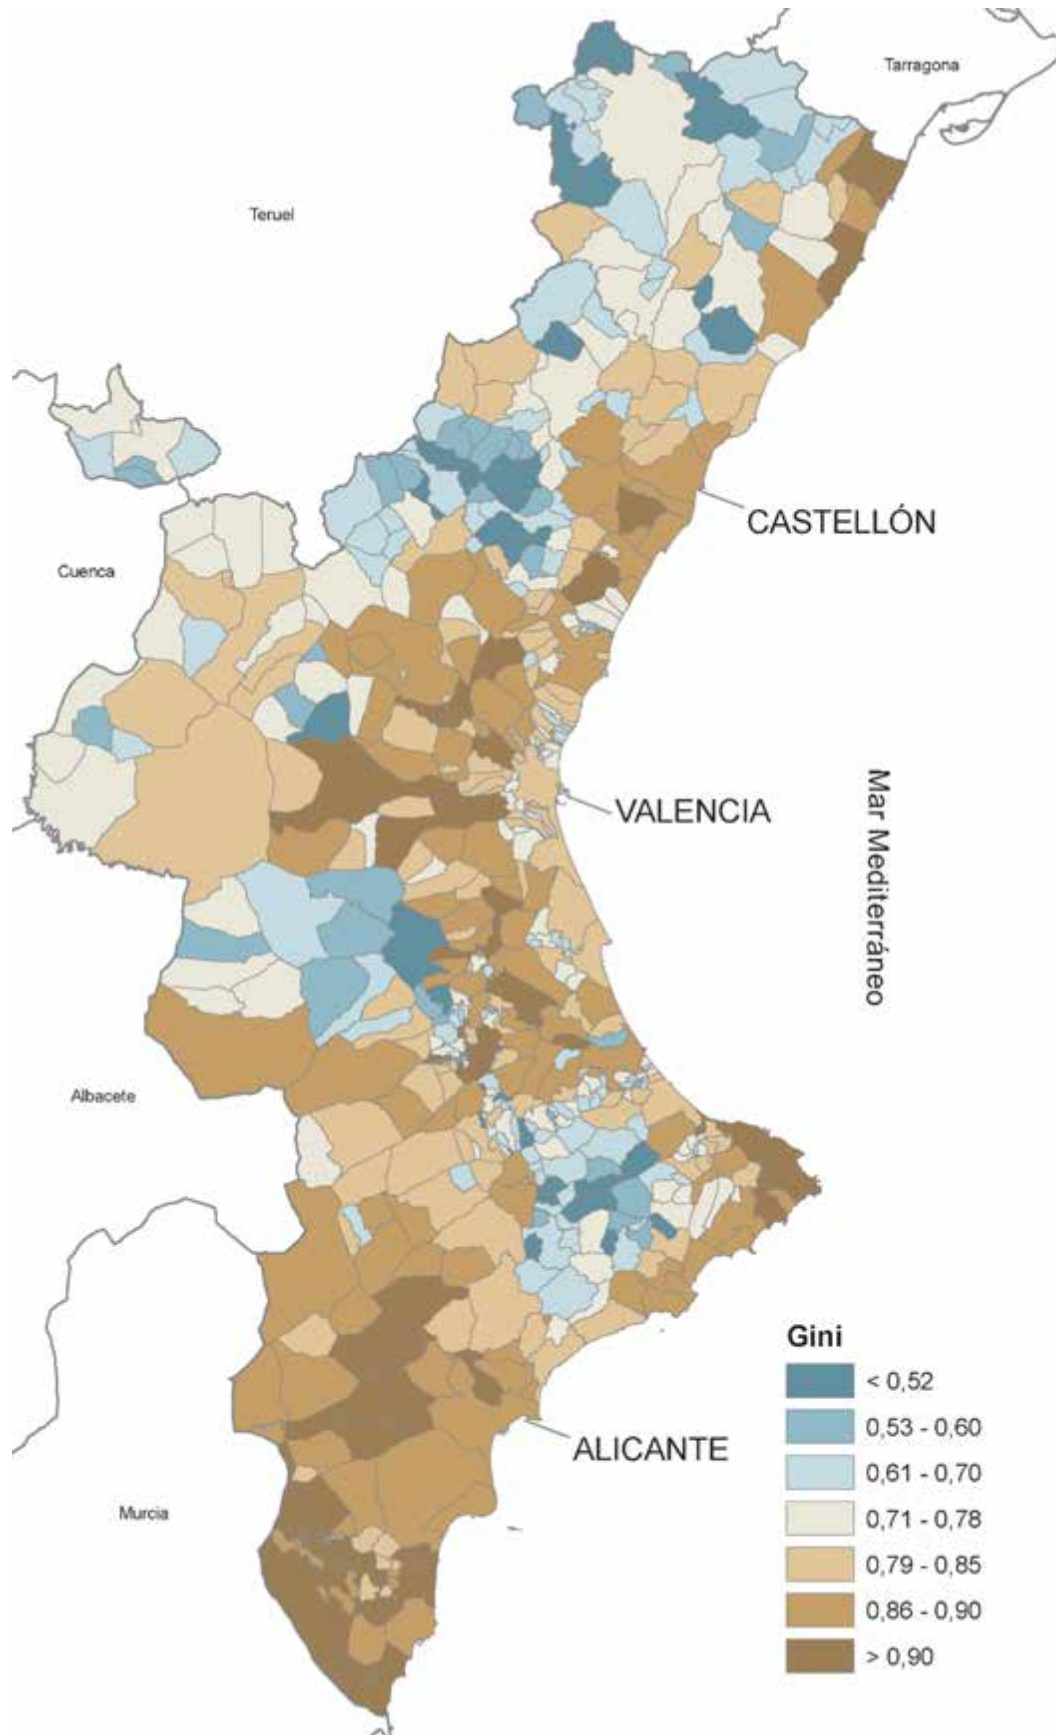 Tarragona
Teruel
CASTELLÓN
Cuenca
VALENCIA
Mar Mediterráneo
Albacete
Gini
< 0,52
0,53 - 0,60
0,61 - 0,70
0,71 - 0,78
0,79 - 0,85
0,86 - 0,90
> 0,90
ALICANTE
Murcia